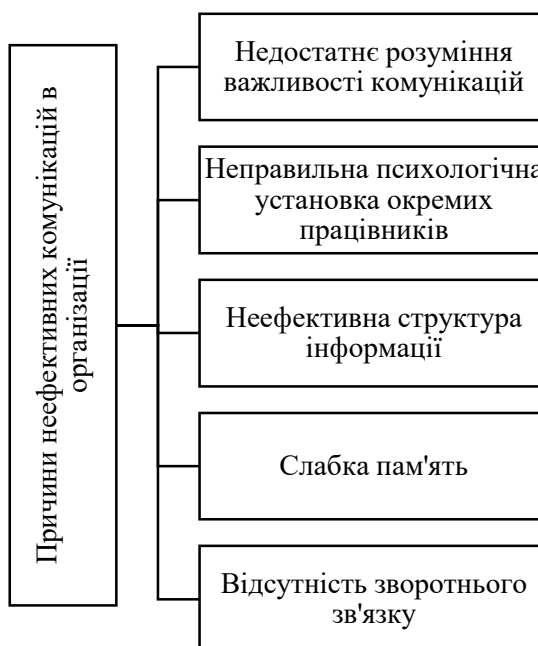 Причини неефективних комунікацій в
організації
Недостатнє розуміння
важливості комунікацій
Неправильна психологічна
установка окремих
працівників
Неефективна структура
інформації
Слабка пам'ять
Відсутність зворотнього
зв'язку